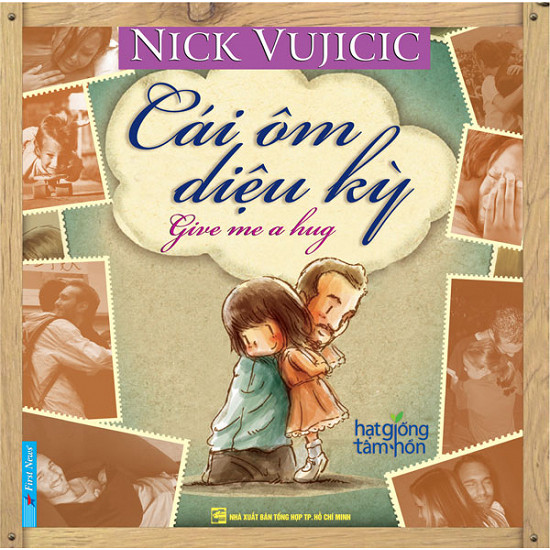 NICK VUJICIC
Cái ôm
diệu kỳ
Give me a hug
hạt giống
tâm hồn
First News
NHÀ XUẤT BẢN TỔNG HỢP TP. HỒ CHÍ MINH